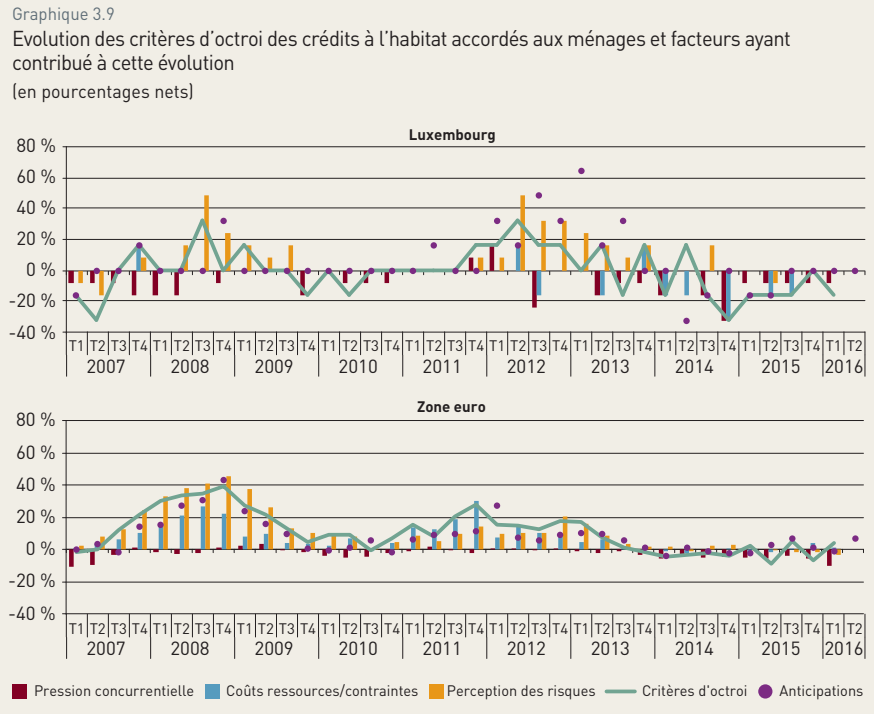 Graphique 3.9
Evolution des critères d'octroi des crédits à l'habitat accordés aux ménages et facteurs ayant
contribué à cette évolution
(en pourcentages nets)
Luxembourg
80 %
60 %
40 %
20 %
0 %
-20 %
-40 %
T1 T2 T3 T4 T1 T2 T3 T4 T1 T2 T3 T4 T1 T2 T3 T4 T1 T2 T3 T4 T1 T2 T3 T4 T1 T2 T3 T4 T1 T2 T3 T4 T1 T2 T3 T4 T1 T2
2007 2008 2009 2010 2011 2012 2013 2014 2015 2016
Zone euro
80 %
60 %
40 %
20 %
0 %
-20 %
-40 %
T1 T2 T3 T4 T1 T2 T3 T4 T1 T2 T3 T4 T1 T2 T3 T4 T1 T2 T3 T4 T1 T2 T3 T4 T1 T2 T3 T4 T1 T2 T3 T4 T1 T2 T3 T4 T1 T2
2007 2008 2009 2010 2011 2012 2013 2014 2015 2016
Pression concurrentielle Coûts ressources/contraintes Perception des risques Critères d'octroi Anticipations